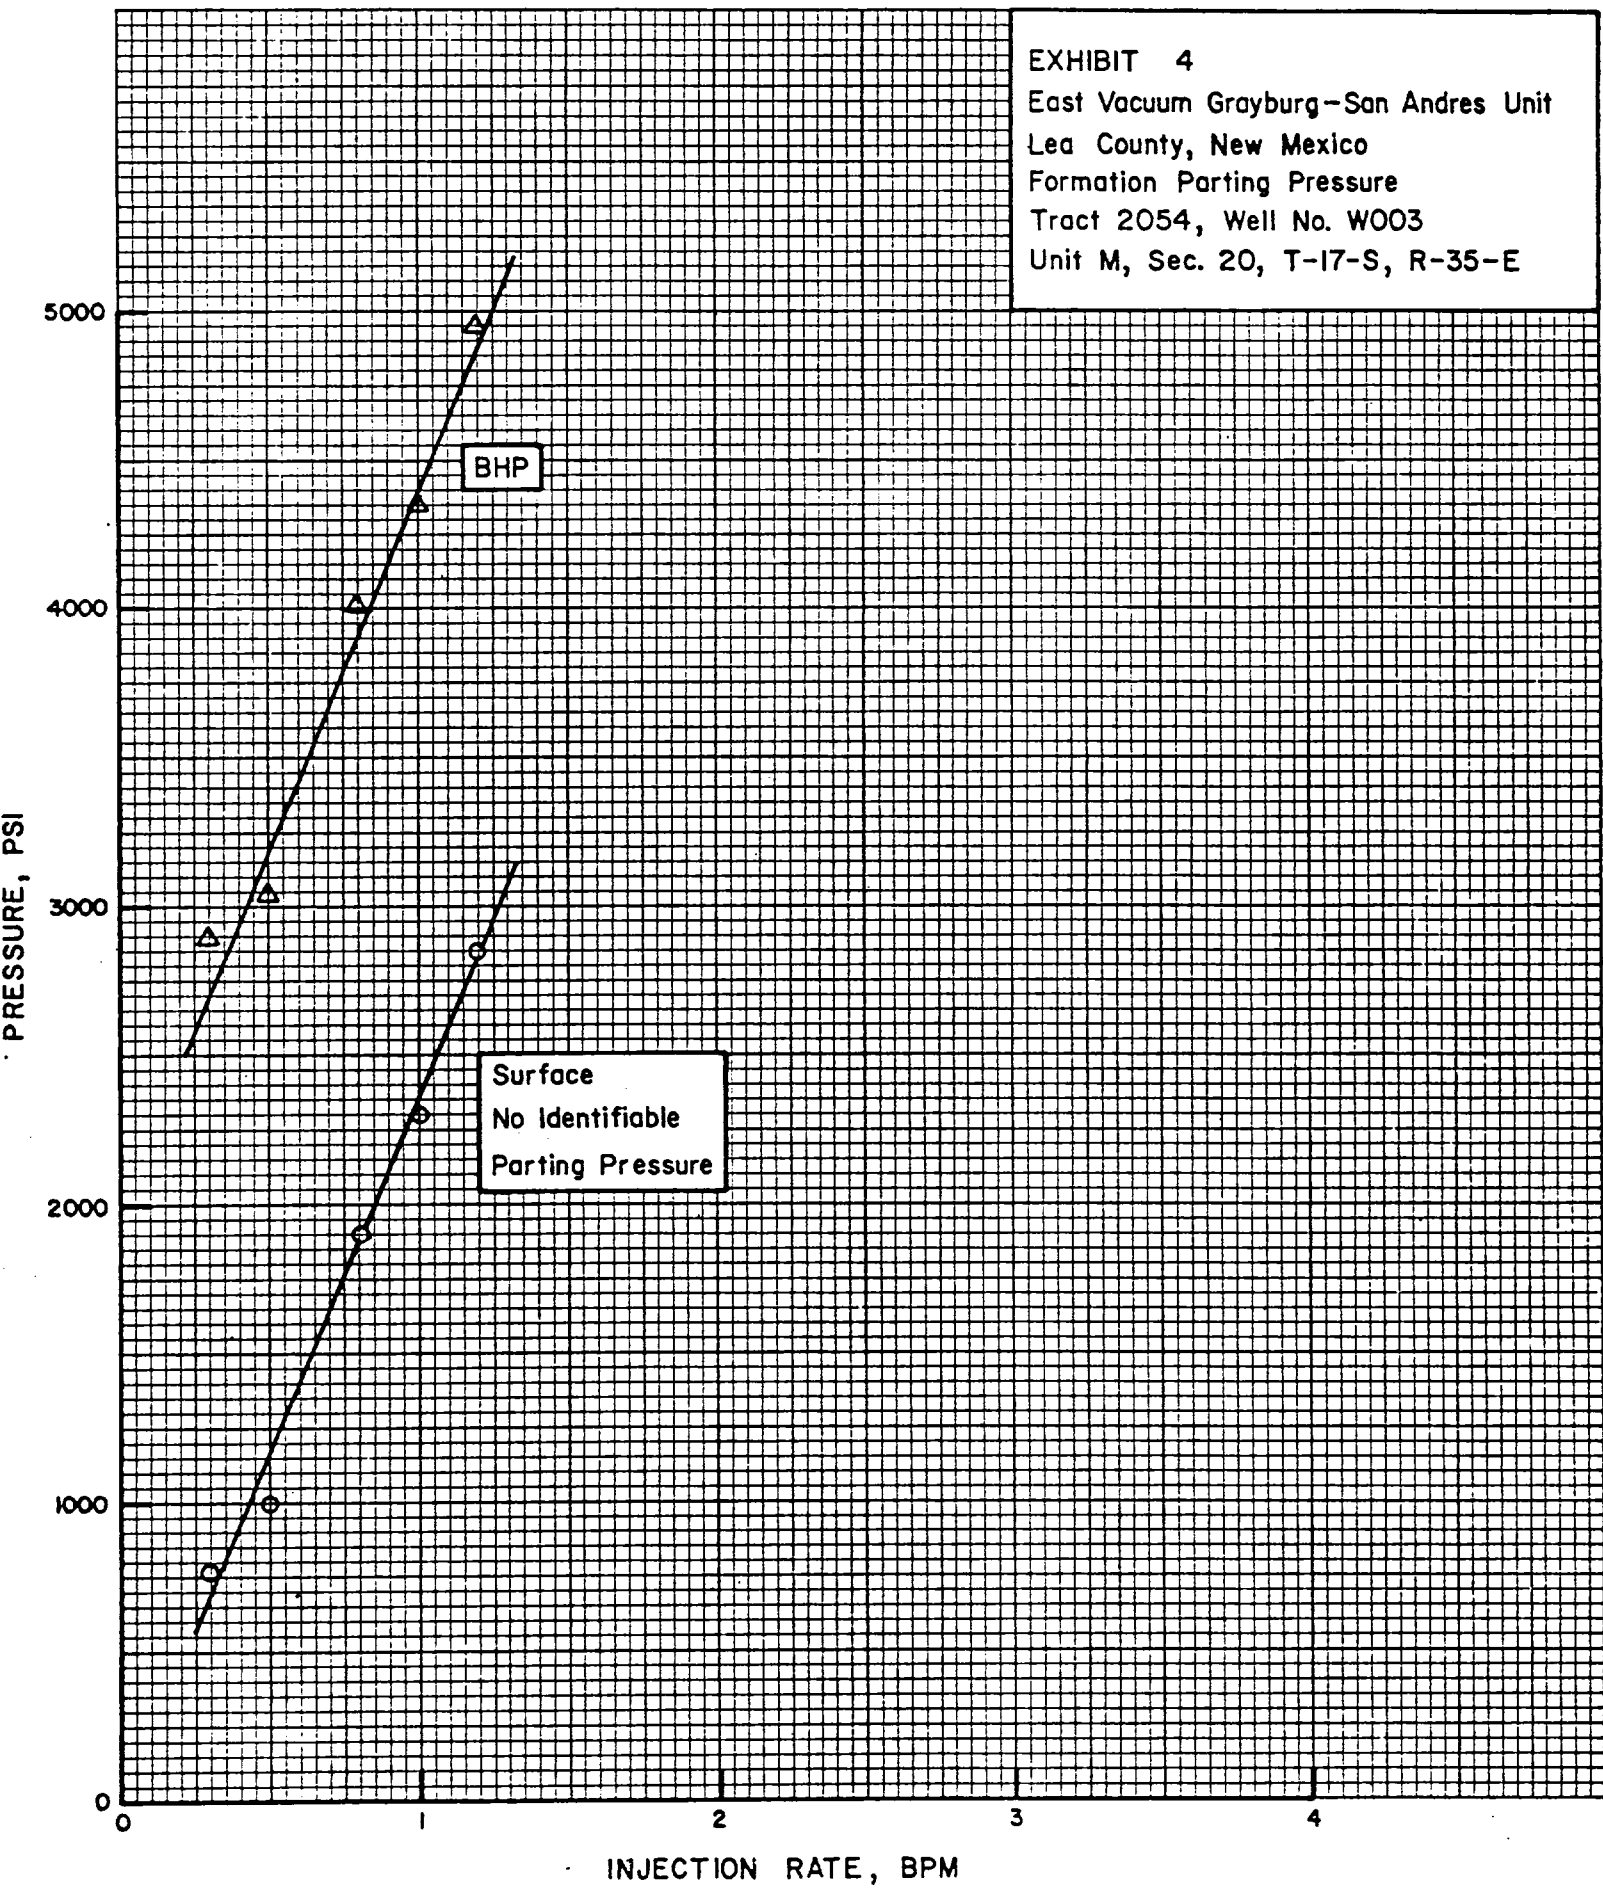 EXHIBIT 4
East Vacuum Grayburg-San Andres Unit
Lea County, New Mexico
Formation Parting Pressure
Tract 2054, Well No. W003
Unit M, Sec. 20, T-17-S, R-35-E
5000
BHP
4000
PRESSURE, PSI
3000
Surface
No Identifiable
Parting Pressure
2000
1000
0
0 1 2 3 4
INJECTION RATE, BPM